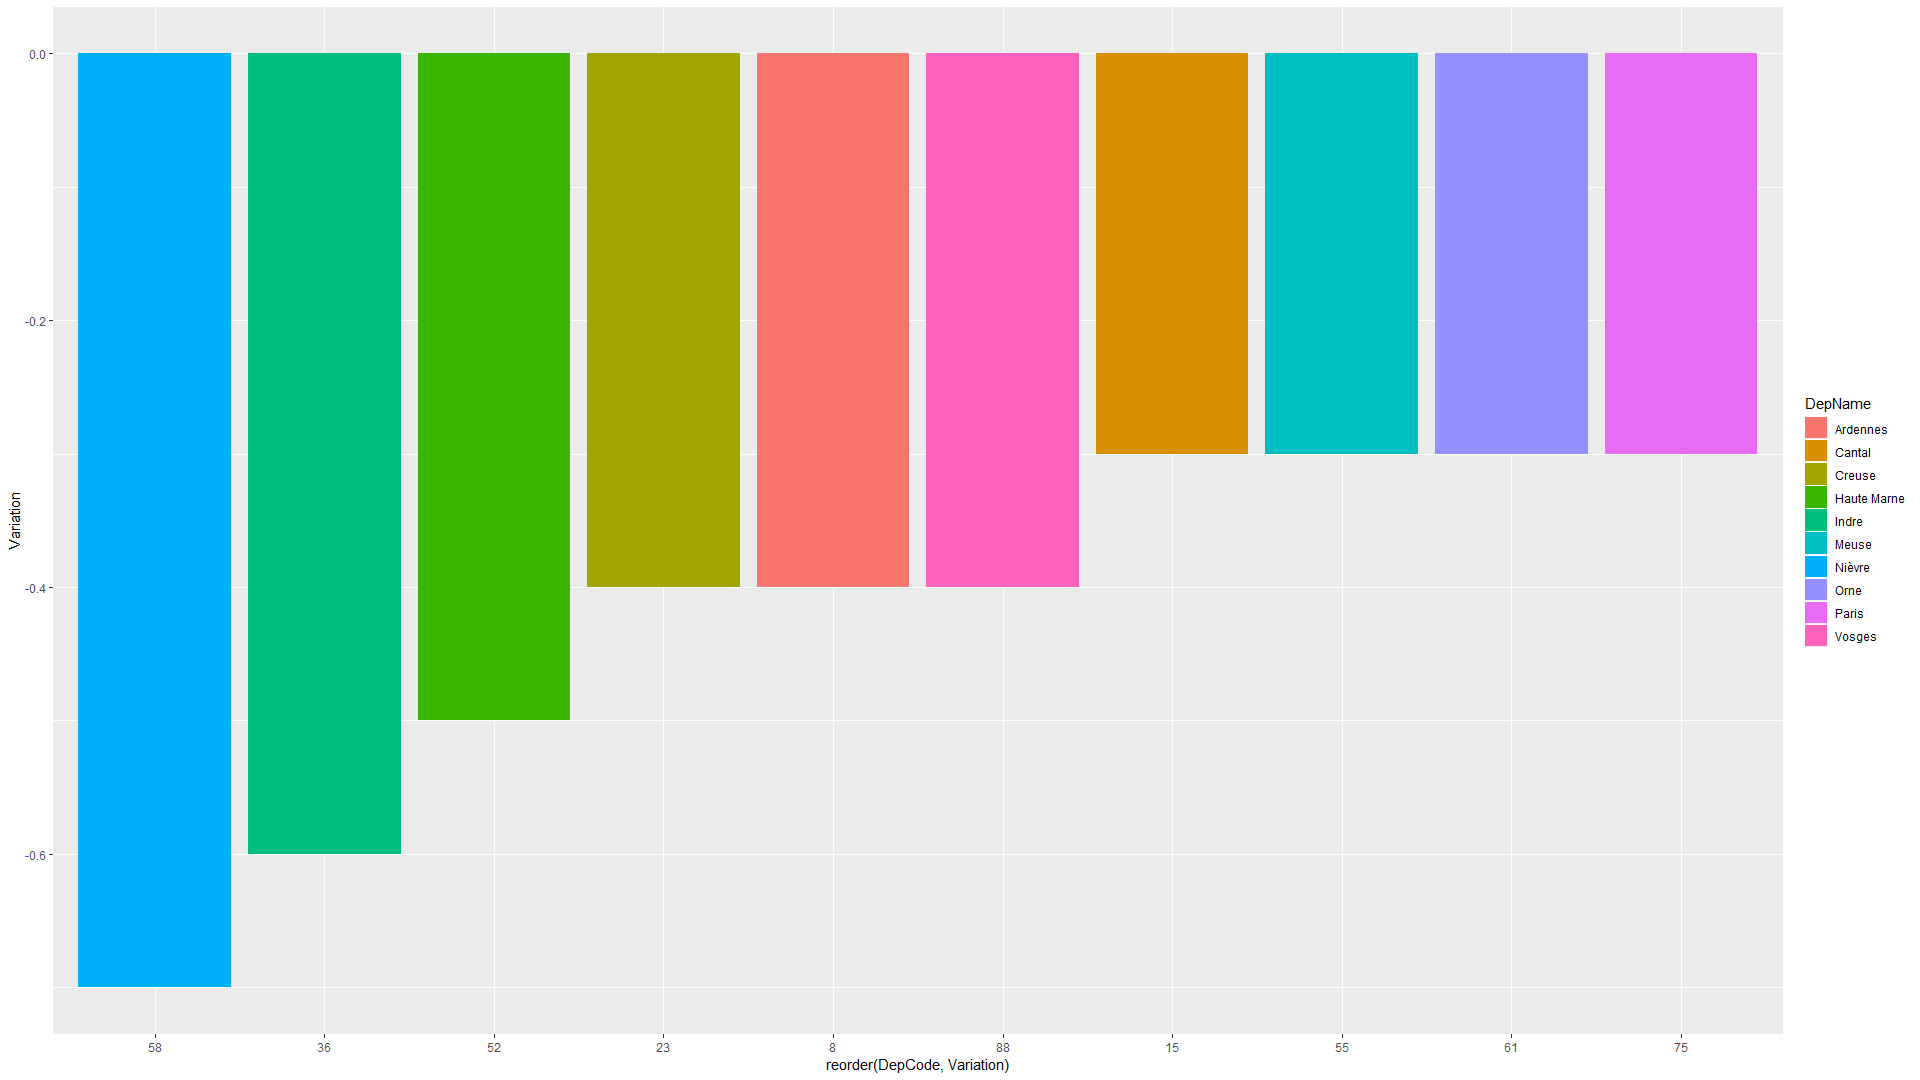 0.0
-0.2
-0.4
-0.6
Variation
58 36 52 23 8 88 15 55 61 75
reorder(DepCode, Variation)
DepName
Ardennes
Cantal
Creuse
Haute Marne
Indre
Meuse
Nièvre
Orne
Paris
Vosges